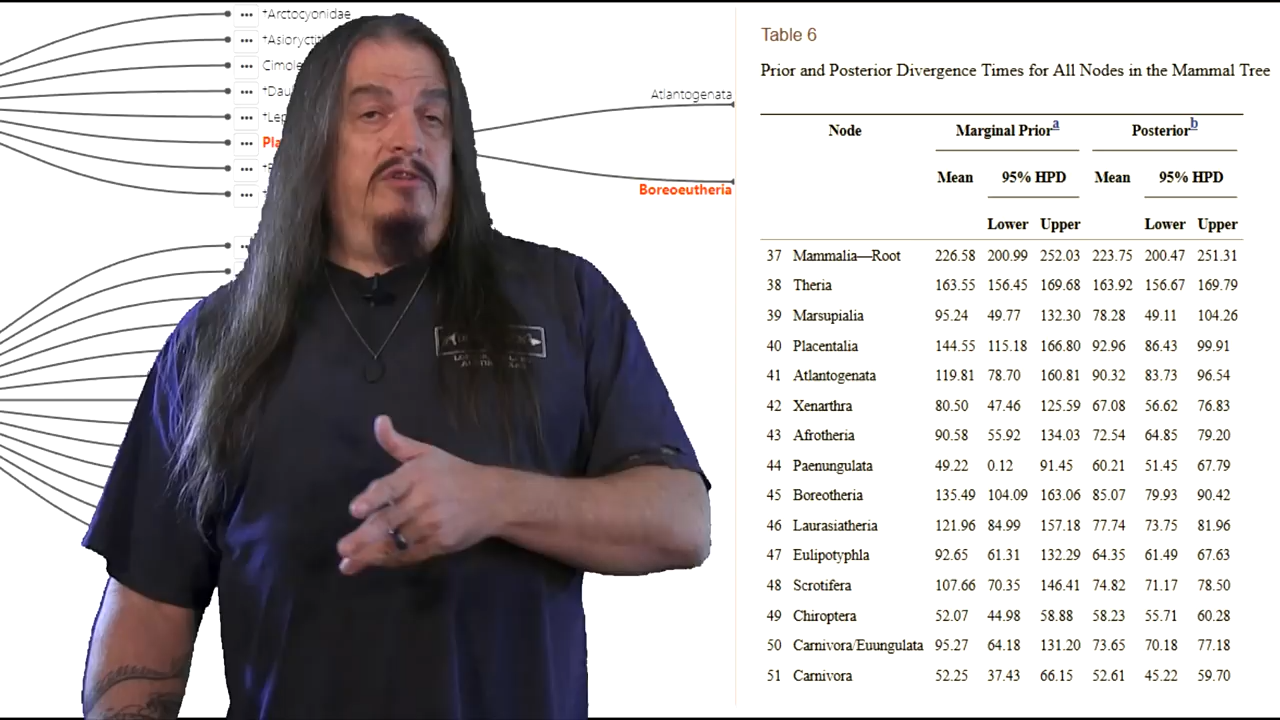 †Arctocyonidae
†Asioryctit
Cimole
†Dau
†Lep
Pla
Atlantogenata
Boreoeutheria
Table 6
Prior and Posterior Divergence Times for All Nodes in the Mammal Tree
Node Marginal Priora Posteriorb
Mean 95% HPD Mean 95% HPD
Lower Upper Lower Upper
37 Mammalia—Root 226.58 200.99 252.03 223.75 200.47 251.31
38 Theria 163.55 156.45 169.68 163.92 156.67 169.79
39 Marsupialia 95.24 49.77 132.30 78.28 49.11 104.26
40 Placentalia 144.55 115.18 166.80 92.96 86.43 99.91
41 Atlantogenata 119.81 78.70 160.81 90.32 83.73 96.54
42 Xenarthra 80.50 47.46 125.59 67.08 56.62 76.83
43 Afrotheria 90.58 55.92 134.03 72.54 64.85 79.20
44 Paenungulata 49.22 0.12 91.45 60.21 51.45 67.79
45 Boreotheria 135.49 104.09 163.06 85.07 79.93 90.42
46 Laurasiatheria 121.96 84.99 157.18 77.74 73.75 81.96
47 Eulipotyphla 92.65 61.31 132.29 64.35 61.49 67.63
48 Scrotifera 107.66 70.35 146.41 74.82 71.17 78.50
49 Chiroptera 52.07 44.98 58.88 58.23 55.71 60.28
50 Carnivora/Euungulata 95.27 64.18 131.20 73.65 70.18 77.18
51 Carnivora 52.25 37.43 66.15 52.61 45.22 59.70